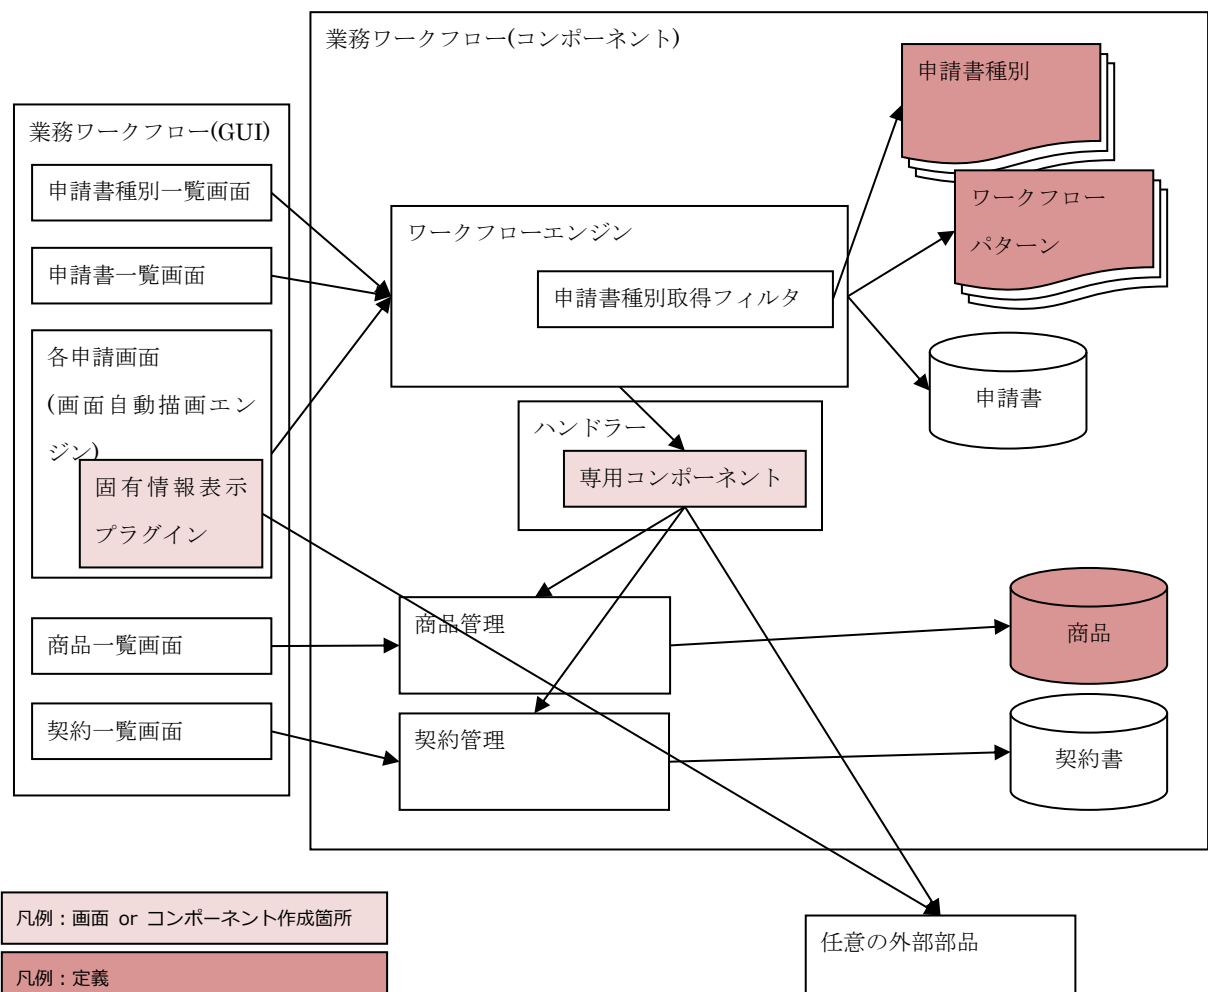 業務ワークフロー(コンポーネント)
申請書種別
業務ワークフロー(GUI)
申請書種別一覧画面
ワークフロー
パターン
ワークフローエンジン
申請書一覧画面
申請書種別取得フィルタ
各申請画面
(画面自動描画エン
ジン)
申請書
ハンドラー
専用コンポーネント
固有情報表示
プラグイン
商品管理
商品
商品一覧画面
契約管理
契約一覧画面
契約書
凡例：画面 or コンポーネント作成箇所
任意の外部部品
凡例：定義